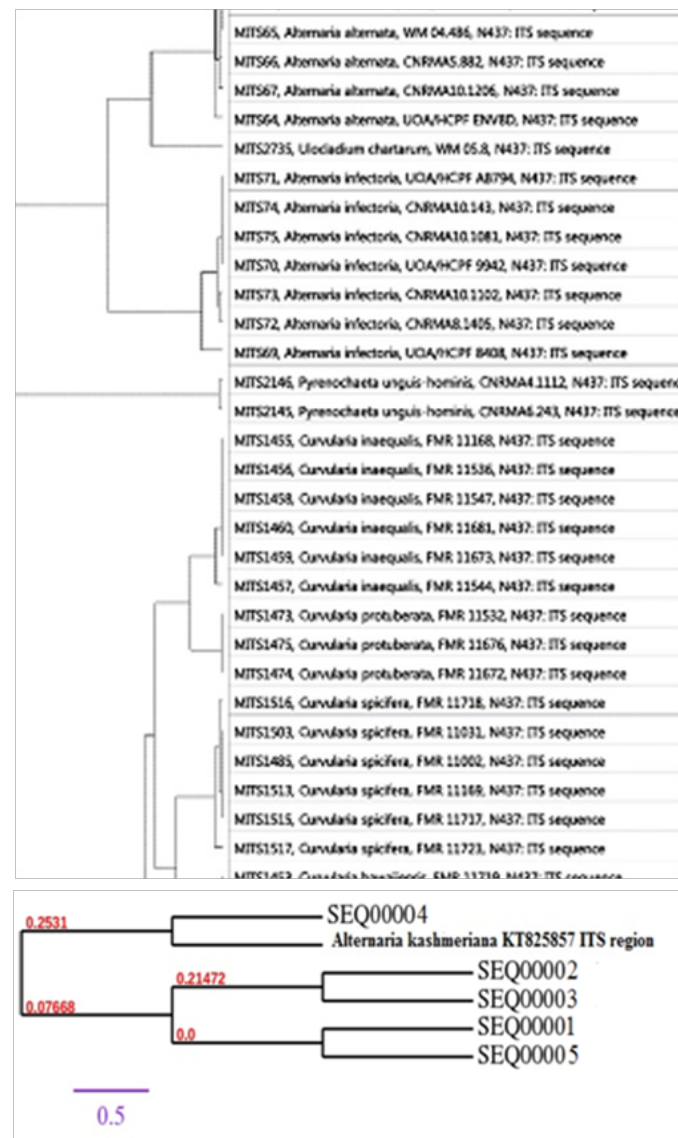 MITS65, Alternaria alternata, WM 04.486, N437: ITS sequence
MITS66, Alternaria alternata, CNRMA5.882, N437: ITS sequence
MITS67, Alternaria alternata, CNRMA10.1206, N437: ITS sequence
MITS64, Alternaria alternata, UOA/HCPF ENV8D, N437: ITS sequence
MITS2735, Ulocladium chartarum, WM 05.8, N437: ITS sequence
MITS71, Alternaria infectoria, UOA/HCPF AB794, N437: ITS sequence
MITS74, Alternaria infectoria, CNRMA10.143, N437: ITS sequence
MITS75, Alternaria infectoria, CNRMA10.1081, N437: ITS sequence
MITS70, Alternaria infectoria, UOA/HCPF 9942, N437: ITS sequence
MITS73, Alternaria infectoria, CNRMA10.1102, N437: ITS sequence
MITS72, Alternaria infectoria, CNRMA8.1405, N437: ITS sequence
MITS69, Alternaria infectoria, UOA/HCPF 8408, N437: ITS sequence
MITS2146, Pyrenochaeta unguis-hominis, CNRMA4.1112, N437: ITS sequenc
MITS2145, Pyrenochaeta unguis-hominis, CNRMA6.243, N437: ITS sequence
MITS1455, Curvularia inaequalis, FMR 11168, N437: ITS sequence
MITS1456, Curvularia inaequalis, FMR 11536, N437: ITS sequence
MITS1458, Curvularia inaequalis, FMR 11547, N437: ITS sequence
MITS1460, Curvularia inaequalis, FMR 11681, N437: ITS sequence
MITS1459, Curvularia inaequalis, FMR 11673, N437: ITS sequence
MITS1457, Curvularia inaequalis, FMR 11544, N437: ITS sequence
MITS1473, Curvularia protuberata, FMR 11532, N437: ITS sequence
MITS1475, Curvularia protuberata, FMR 11676, N437: ITS sequence
MITS1474, Curvularia protuberata, FMR 11672, N437: ITS sequence
MITS1516, Curvularia spicifera, FMR 11718, N437: ITS sequence
MITS1503, Curvularia spicifera, FMR 11031, N437: ITS sequence
MITS1485, Curvularia spicifera, FMR 11002, N437: ITS sequence
MITS1513, Curvularia spicifera, FMR 11169, N437: ITS sequence
MITS1515, Curvularia spicifera, FMR 11717, N437: ITS sequence
MITS1517, Curvularia spicifera, FMR 11723, N437: ITS sequence
MITS1453, Curvularia hawaiiensis, FMR 11719, N437: ITS sequence
0.2531
SEQ00004
Alternaria kashmeriana KT825857 ITS region
0.21472
SEQ00002
0.07668
SEQ00003
0.0
SEQ00001
SEQ00005
0.5